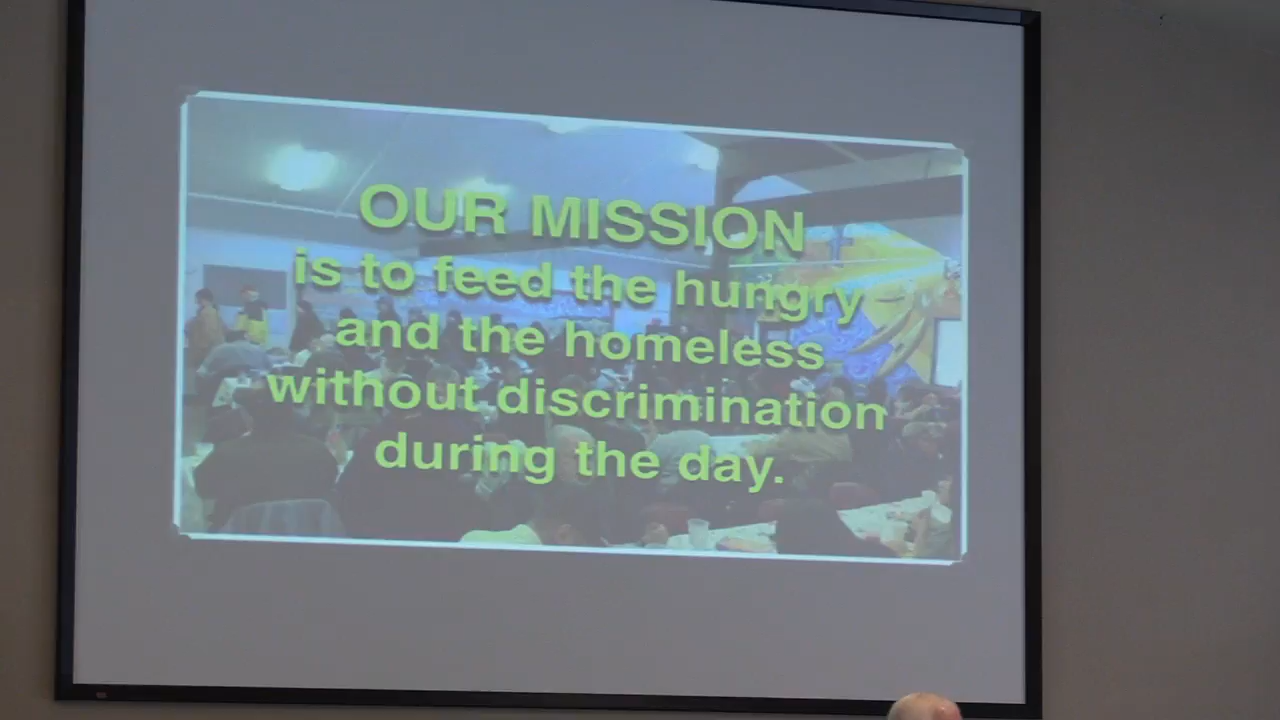 OUR MISSION
is to feed the hungry
and the homeless
without discrimination
during the day.